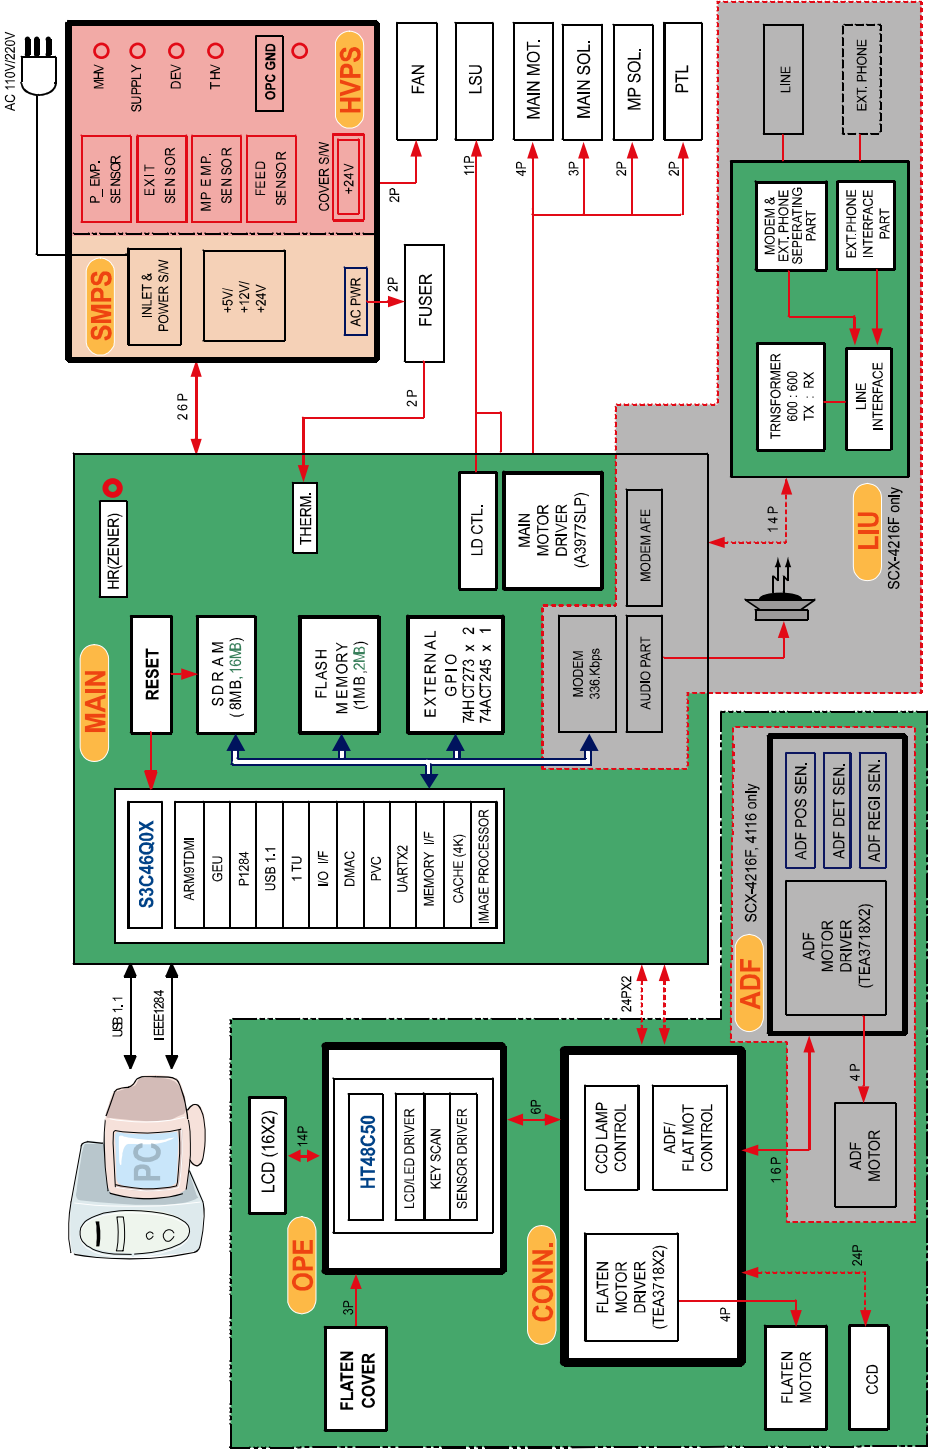 AC 110V/220V
MHV
SUPPLY
DEV
THV
OPC GND
HVPS
P_ EMP.
SENSOR
EXIT
SENSOR
MP EMP.
SENSOR
FEED
SENSOR
COVER S/W
+24V
SMPS
INLET &
POWER S/W
+5V/
+12V/
+24V
AC PWR
2P
FAN
2P
FUSER
2P
26P
11P
LSU
4P
MAIN MOT.
3P
MAIN SOL.
2P
MP SOL.
2P
PTL
LINE
EXT. PHONE
MODEM &
EXT. PHONE
SEPERATING
PART
EXT.PHONE
INTERFACE
PART
TRNSFORMER
600 : 600
TX : RX
LINE
INTERFACE
LIU
SCX-4216F only
14P
MAIN
HR(ZENER)
THERM.
LD CTL.
MAIN
MOTOR
DRIVER
(A3977SLP)
RESET
SDRAM
( 8MB,16MB)
FLASH
MEMORY
(1MB,2MB)
EXTERNAL
GPIO
74HCT273 x 2
74ACT245 x 1
MODEM
336.Kbps
MODEM AFE
AUDIO PART
S3C46Q0X
ARM9TDMI
GEU
P1284
USB 1.1
1 TU
I/O I/F
DMAC
PVC
UARTX2
MEMORY I/F
CACHE (4K)
IMAGE PROCESSOR
USB 1. 1
IEEE1284
PC
24PX2
LCD (16X2)
14P
OPE
HT48C50
LCD/LED DRIVER
KEY SCAN
SENSOR DRIVER
3P
FLATEN
COVER
6P
CONN.
CCD LAMP
CONTROL
ADF/
FLAT MOT
CONTROL
FLATEN
MOTOR
DRIVER
(TEA3718X2)
4P
FLATEN
MOTOR
24P
CCD
16P
ADF
SCX-4216F, 4116 only
ADF POS SEN.
ADF DET SEN.
ADF REGI SEN.
ADF
MOTOR
DRIVER
(TEA3718X2)
4P
ADF
MOTOR